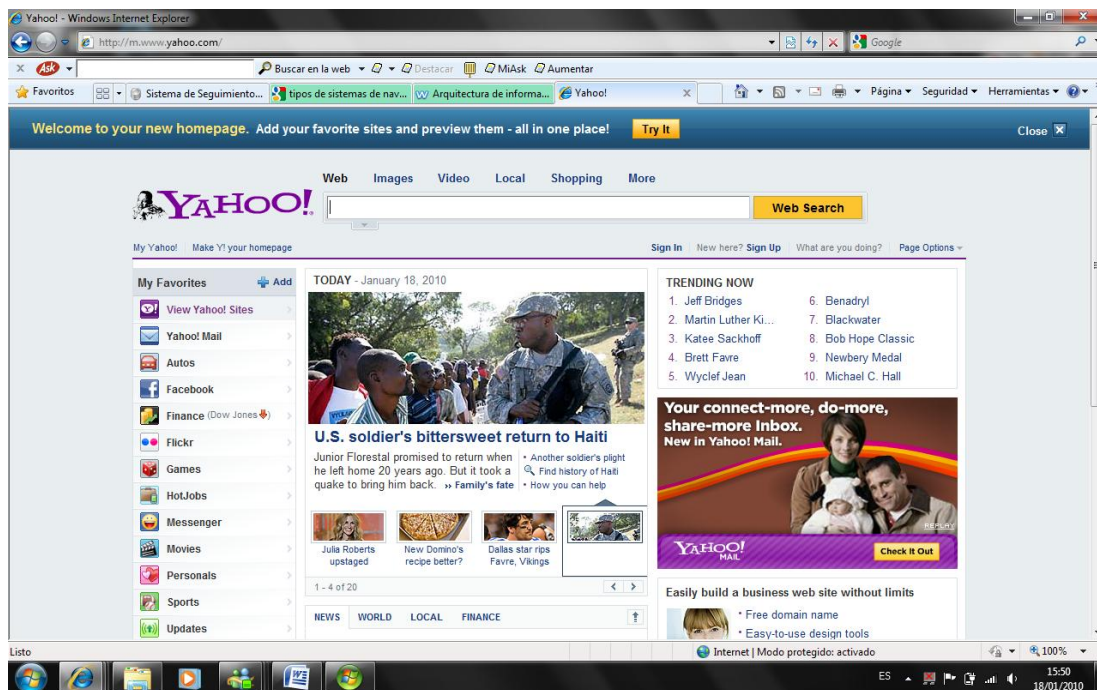 Yahoo! - Windows Internet Explorer
http://m.www.yahoo.com/
Google
x Ask Buscar en la web Destacar MiAsk Aumentar
Favoritos Sistema de Seguimiento... tipos de sistemas de nav... Arquitectura de informa... Yahoo! x Página Seguridad Herramientas
Welcome to your new homepage. Add your favorite sites and preview them - all in one place! Try It Close X
Web Images Video Local Shopping More
YAHOO!
Web Search
My Yahoo! Make Y! your homepage
Sign In New here? Sign Up What are you doing? Page Options
My Favorites Add
View Yahoo! Sites
Yahoo! Mail
Autos
Facebook
Finance (Dow Jones)
Flickr
Games
HotJobs
Messenger
Movies
Personals
Sports
Updates
TODAY - January 18, 2010
U.S. soldier's bittersweet return to Haiti
Junior Florestal promised to return when
he left home 20 years ago. But it took a
quake to bring him back. ›› Family's fate
• Another soldier's plight
Find history of Haiti
• How you can help
Julia Roberts
upstaged
New Domino's
recipe better?
Dallas star rips
Favre, Vikings
1 - 4 of 20
NEWS WORLD LOCAL FINANCE
TRENDING NOW
1. Jeff Bridges
2. Martin Luther Ki...
3. Katee Sackhoff
4. Brett Favre
5. Wyclef Jean
6. Benadryl
7. Blackwater
8. Bob Hope Classic
9. Newbery Medal
10. Michael C. Hall
Your connect-more, do-more,
share-more Inbox.
New in Yahoo! Mail.
REPLAY
YAHOO!
MAIL
Check It Out
Easily build a business web site without limits
• Free domain name
• Easy-to-use design tools
Listo
Internet | Modo protegido: activado
100%
ES
15:50
18/01/2010